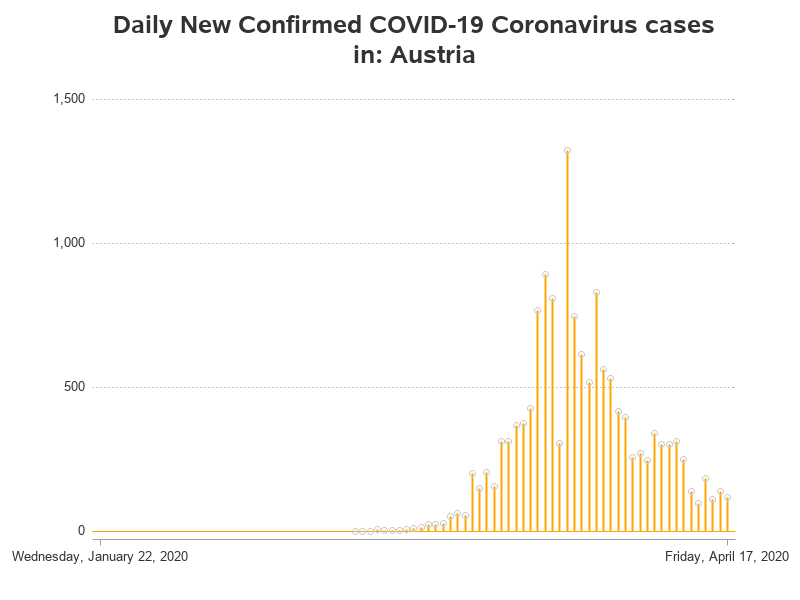 Daily New Confirmed COVID-19 Coronavirus cases
in: Austria
1,500
1,000
500
0
Wednesday, January 22, 2020 Friday, April 17, 2020